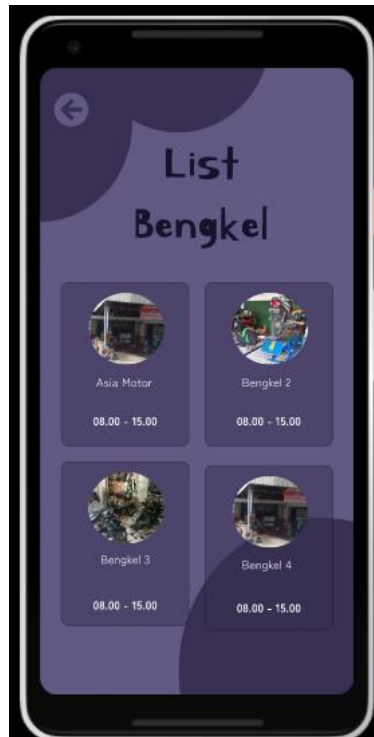 List
Bengkel
Asia Motor
08.00 - 15.00
Bengkel 2
08.00 - 15.00
Bengkel 3
08.00 - 15.00
Bengkel 4
08.00 - 15.00